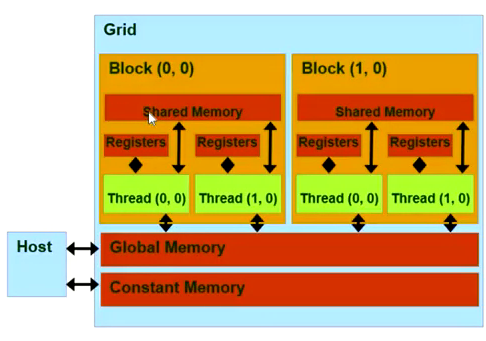 Grid
Block (0, 0)
Block (1, 0)
Shared Memory
Shared Memory
Registers
Registers
Registers
Registers
Thread (0, 0)
Thread (1, 0)
Thread (0, 0)
Thread (1, 0)
Host
Global Memory
Constant Memory